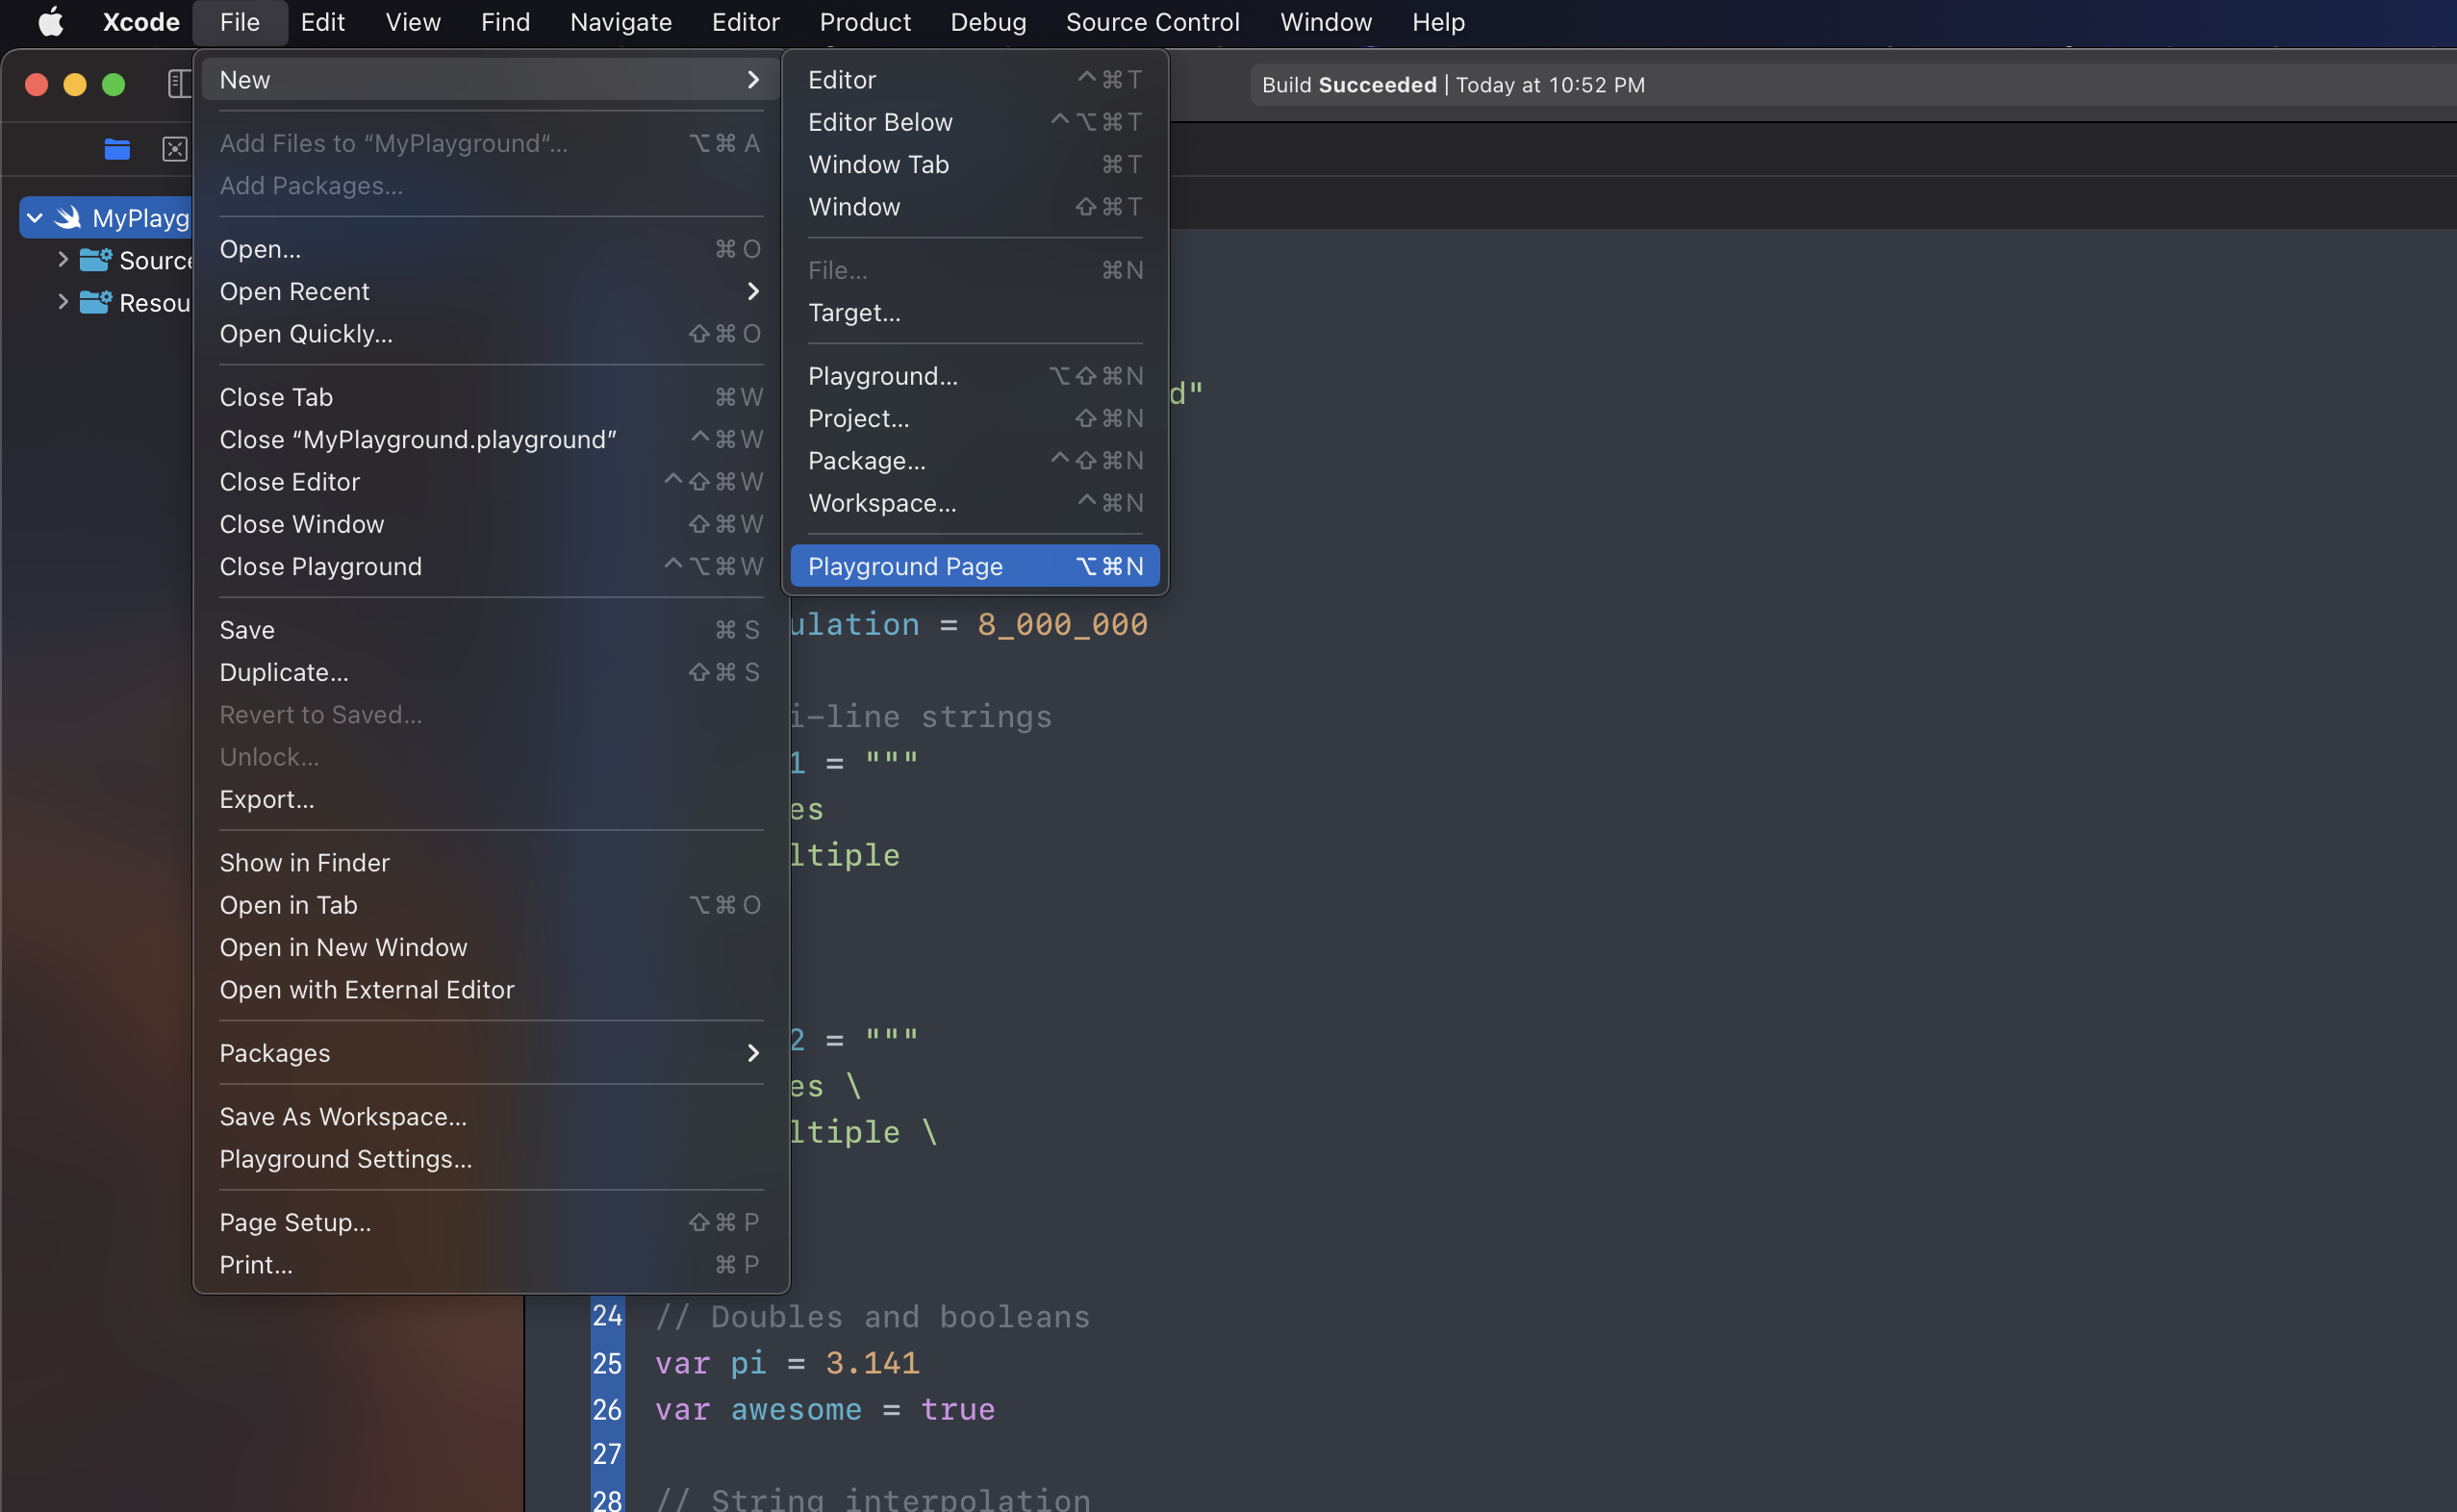 Xcode File Edit View Find Navigate Editor Product Debug Source Control Window Help
Build Succeeded | Today at 10:52 PM
MyPlayg
Source
Resou
New
Add Files to “MyPlayground“...
⌥⌘A
Add Packages...
Open...
⌘O
Open Recent
Open Quickly...
⇧⌘O
Close Tab
⌘W
Close “MyPlayground.playground”
^⌘W
Close Editor
^⇧⌘W
Close Window
⇧⌘W
Close Playground
^⌥⌘W
Save
⌘S
Duplicate...
⇧⌘S
Revert to Saved...
Unlock...
Export...
Show in Finder
Open in Tab
⌥⌘O
Open in New Window
Open with External Editor
Packages
Save As Workspace...
Playground Settings...
Page Setup...
⇧⌘P
Print...
⌘P
Editor
^⌘T
Editor Below
^⌥⌘T
Window Tab
⌘T
Window
⇧⌘T
File...
⌘N
Target...
Playground...
⌥⇧⌘N
Project...
⇧⌘N
Package...
^⇧⌘N
Workspace...
^⌘N
Playground Page
⌥⌘N
d"
ulation = 8_000_000
i-line strings
1 = """
es
ltiple
2 = """
es \
ltiple \
24 // Doubles and booleans
25 var pi = 3.141
26 var awesome = true
27
28 // String interpolation